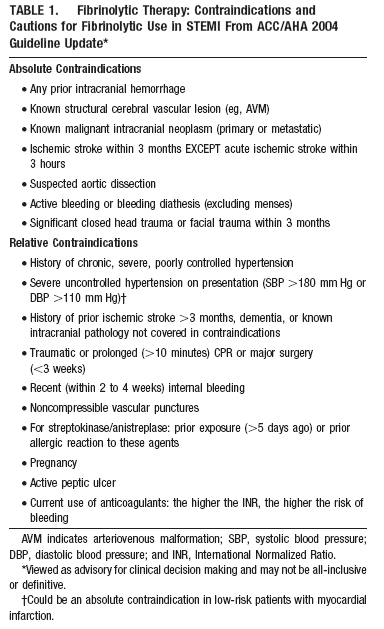 TABLE 1. Fibrinolytic Therapy: Contraindications and
Cautions for Fibrinolytic Use in STEMI From ACC/AHA 2004
Guideline Update*
Absolute Contraindications
• Any prior intracranial hemorrhage
• Known structural cerebral vascular lesion (eg, AVM)
• Known malignant intracranial neoplasm (primary or metastatic)
• Ischemic stroke within 3 months EXCEPT acute ischemic stroke within
3 hours
• Suspected aortic dissection
• Active bleeding or bleeding diathesis (excluding menses)
• Significant closed head trauma or facial trauma within 3 months
Relative Contraindications
• History of chronic, severe, poorly controlled hypertension
• Severe uncontrolled hypertension on presentation (SBP >180 mm Hg or
DBP >110 mm Hg)†
• History of prior ischemic stroke >3 months, dementia, or known
intracranial pathology not covered in contraindications
• Traumatic or prolonged (>10 minutes) CPR or major surgery
(<3 weeks)
• Recent (within 2 to 4 weeks) internal bleeding
• Noncompressible vascular punctures
• For streptokinase/anistreplase: prior exposure (>5 days ago) or prior
allergic reaction to these agents
• Pregnancy
• Active peptic ulcer
• Current use of anticoagulants: the higher the INR, the higher the risk of
bleeding
AVM indicates arteriovenous malformation; SBP, systolic blood pressure;
DBP, diastolic blood pressure; and INR, International Normalized Ratio.
*Viewed as advisory for clinical decision making and may not be all-inclusive
or definitive.
†Could be an absolute contraindication in low-risk patients with myocardial
infarction.